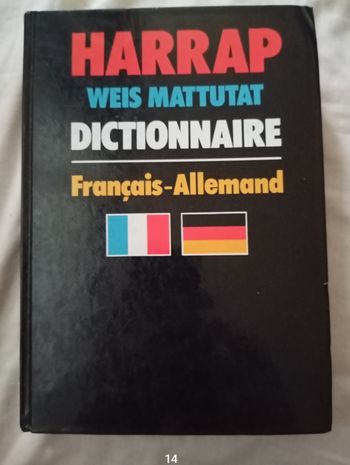 HARRAP
WEIS MATTUTAT
DICTIONNAIRE
Français-Allemand
14